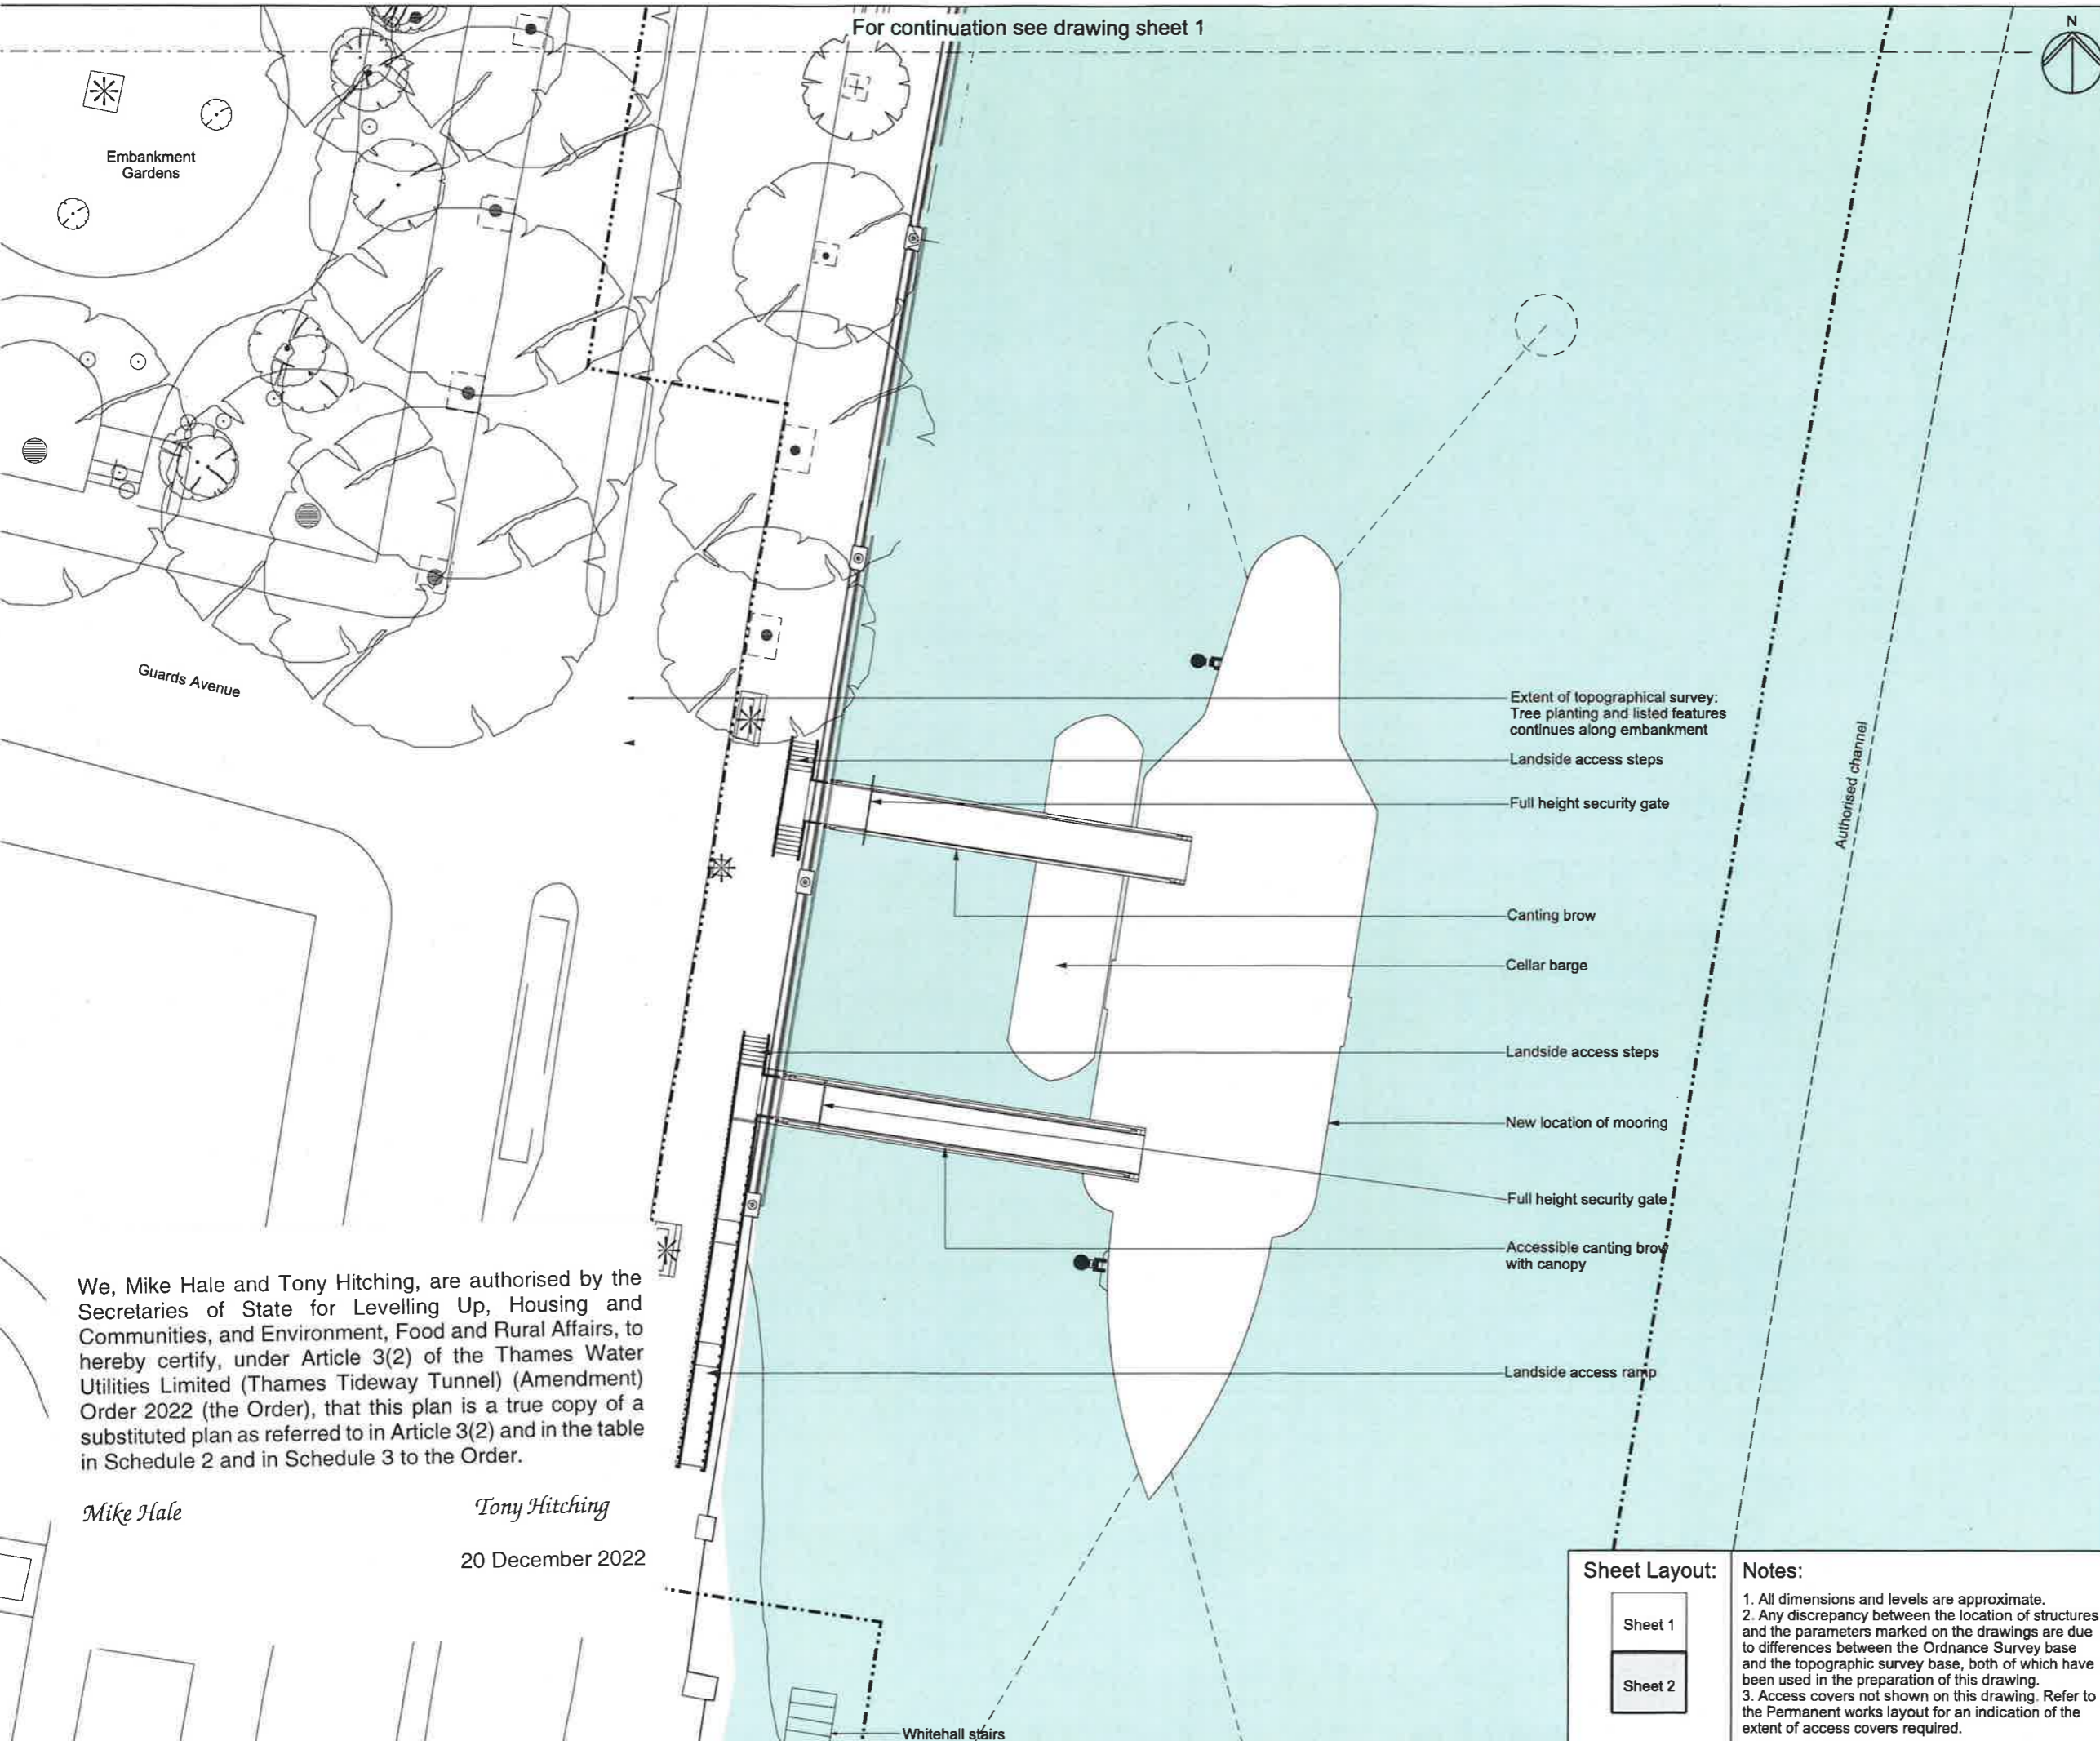 For continuation see drawing sheet 1
N
Embankment
Gardens
Guards Avenue
Extent of topographical survey:
Tree planting and listed features
continues along embankment
Landside access steps
Full height security gate
Authorised channel
Canting brow
Cellar barge
Landside access steps
New location of mooring
Full height security gate
Accessible canting brow
with canopy
Landside access ramp
We, Mike Hale and Tony Hitching, are authorised by the
Secretaries of State for Levelling Up, Housing and
Communities, and Environment, Food and Rural Affairs, to
hereby certify, under Article 3(2) of the Thames Water
Utilities Limited (Thames Tideway Tunnel) (Amendment)
Order 2022 (the Order), that this plan is a true copy of a
substituted plan as referred to in Article 3(2) and in the table
in Schedule 2 and in Schedule 3 to the Order.
Mike Hale
Tony Hitching
20 December 2022
Whitehall stairs
Sheet Layout:
Sheet 1
Sheet 2
Notes:
1. All dimensions and levels are approximate.
2. Any discrepancy between the location of structures
and the parameters marked on the drawings are due
to differences between the Ordnance Survey base
and the topographic survey base, both of which have
been used in the preparation of this drawing.
3. Access covers not shown on this drawing. Refer to
the Permanent works layout for an indication of the
extent of access covers required.